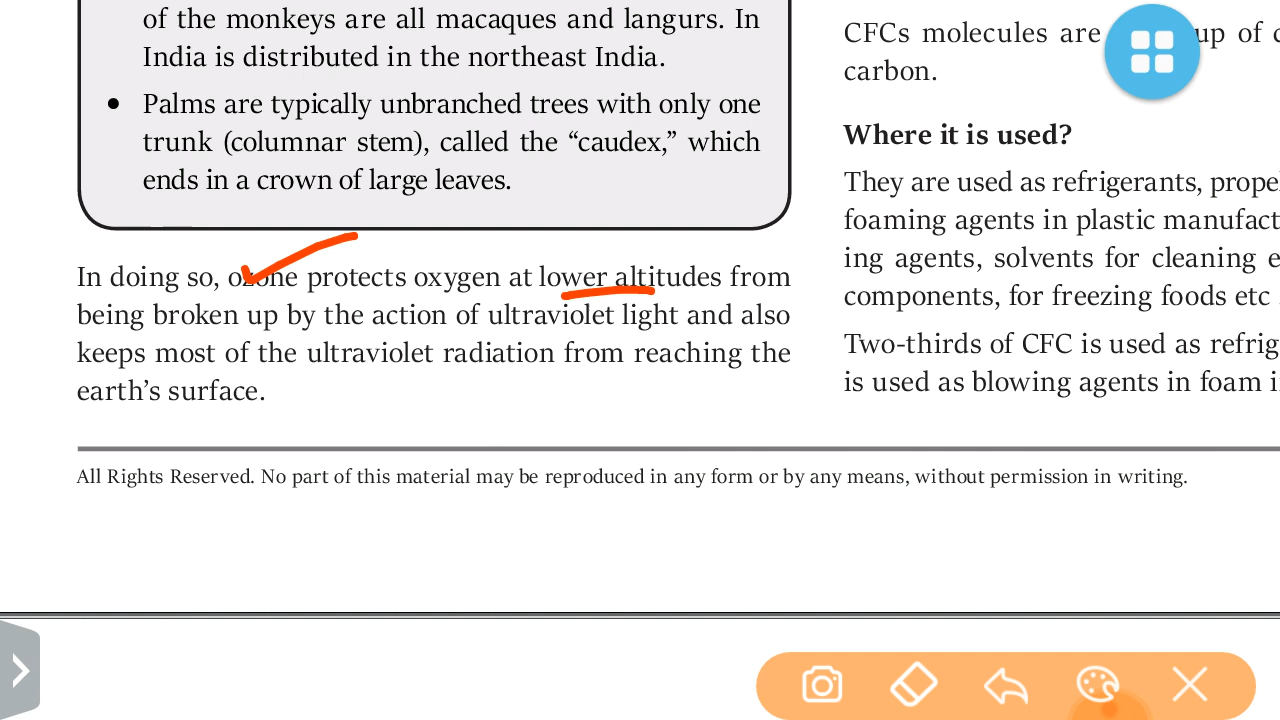 of the monkeys are all macaques and langurs. In
India is distributed in the northeast India.
• Palms are typically unbranched trees with only one
trunk (columnar stem), called the “caudex,” which
ends in a crown of large leaves.
In doing so, ozone protects oxygen at lower altitudes from
being broken up by the action of ultraviolet light and also
keeps most of the ultraviolet radiation from reaching the
earth’s surface.
CFCs molecules are up of
carbon.
Where it is used?
They are used as refrigerants,
foaming agents in plastic
ing agents, solvents for cleaning
components, for freezing foods etc
Two-thirds of CFC is used as
is used as blowing agents in foam
All Rights Reserved. No part of this material may be reproduced in any form or by any means, without permission in writing.